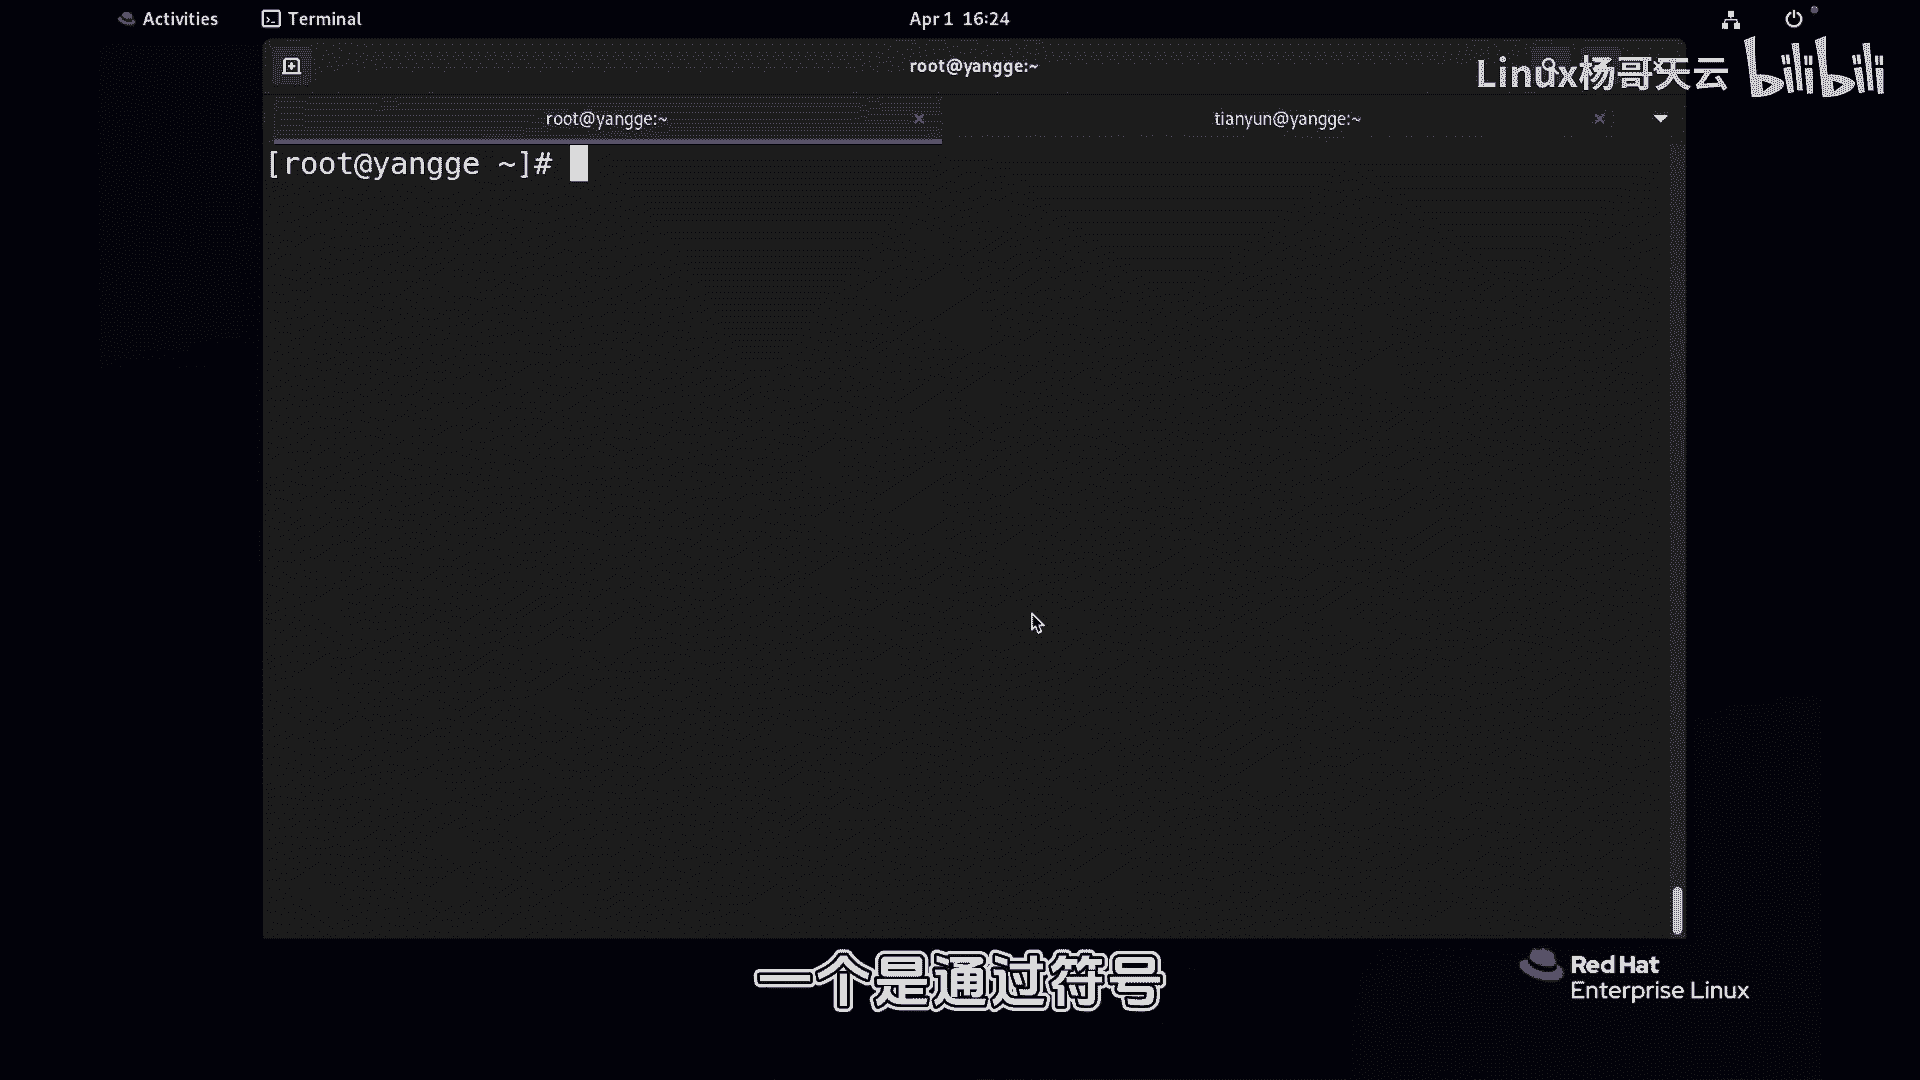 Activities Terminal Apr 1 16:24
root@yangge:~
Linux杨哥天云 bilibili
root@yangge:~ tianyun@yangge:~
[root@yangge ~]#
一个是通过符号
Red Hat
Enterprise Linux